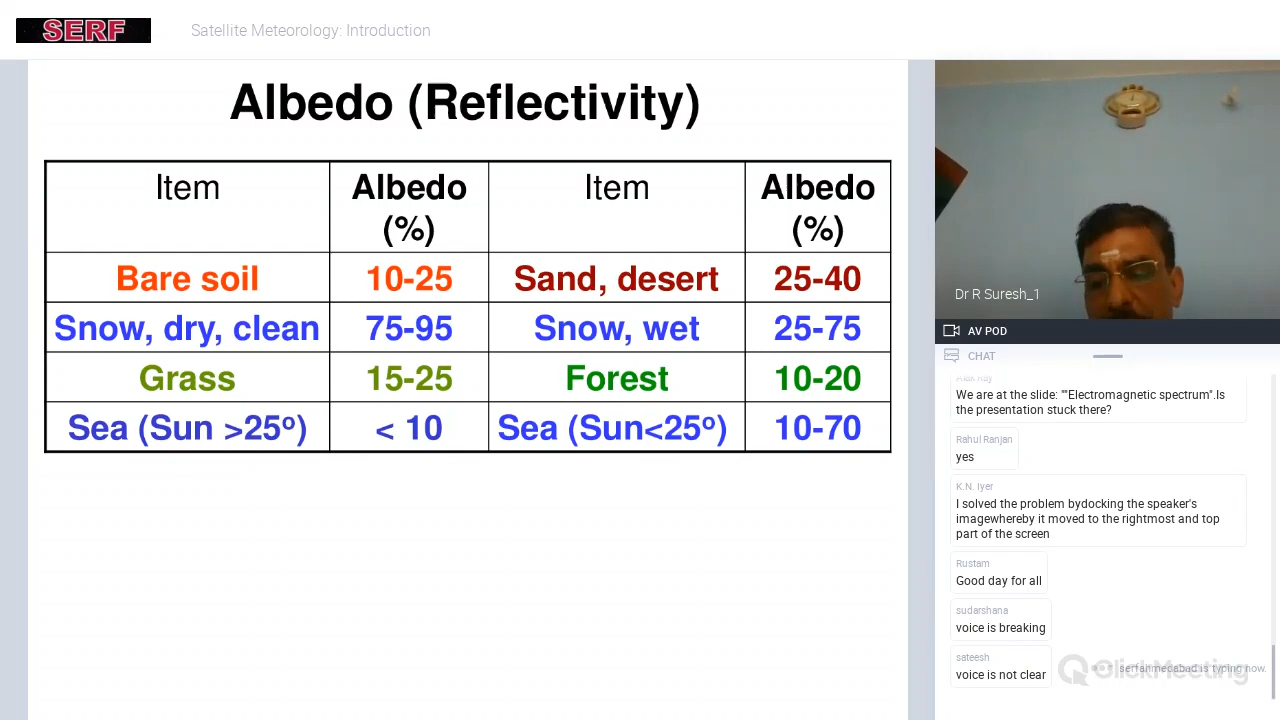 SERF
Satellite Meteorology: Introduction
Albedo (Reflectivity)
Item Albedo (%) Item Albedo (%)
Bare soil 10-25 Sand, desert 25-40
Snow, dry, clean 75-95 Snow, wet 25-75
Grass 15-25 Forest 10-20
Sea (Sun >25º) < 10 Sea (Sun<25º) 10-70
Dr R Suresh_1
AV POD
CHAT
We are at the slide: ""Electromagnetic spectrum".Is
the presentation stuck there?
Rahul Ranjan
yes
K.N. Iyer
I solved the problem bydocking the speaker's
imagewhereby it moved to the rightmost and top
part of the screen
Rustam
Good day for all
sudarshana
voice is breaking
sateesh
voice is not clear
serfahmedabad is typing now.
ClickMeeting